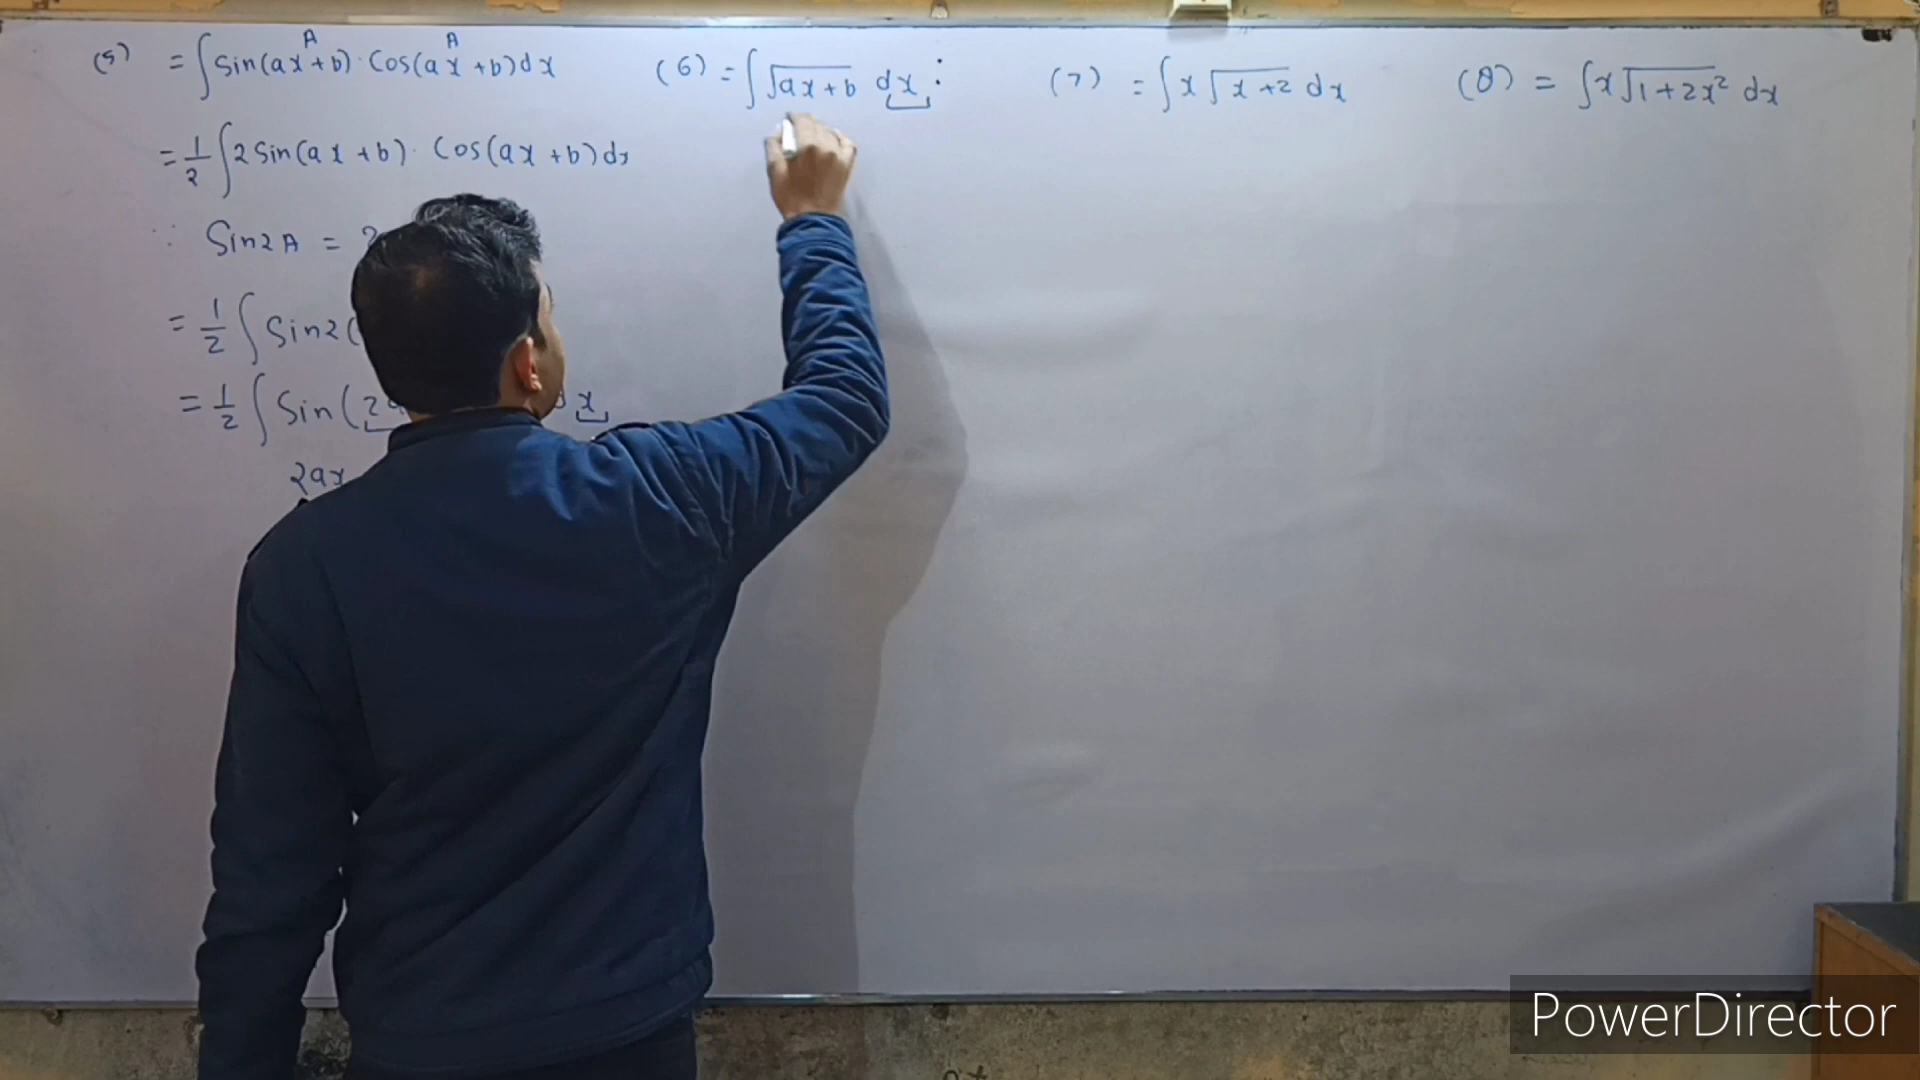 (5) = ∫ Sin(ax+b)·Cos(ax+b)dx
A A
= 1/2 ∫ 2 Sin(ax+b)· Cos(ax+b)dx
∵ Sin2A =
= 1/2 ∫ Sin2(
= 1/2 ∫ Sin(2 x
2ax
(6) = ∫ √(ax+b) dx :
(7) = ∫ x √(x+2) dx
(8) = ∫ x √(1+2x²) dx
PowerDirector